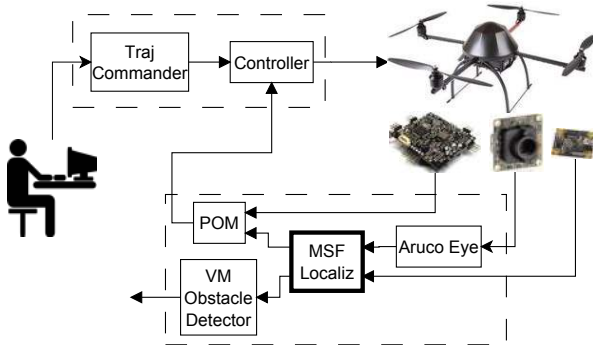 Traj
Commander
Controller
POM
MSF
Localiz
Aruco Eye
VM
Obstacle
Detector